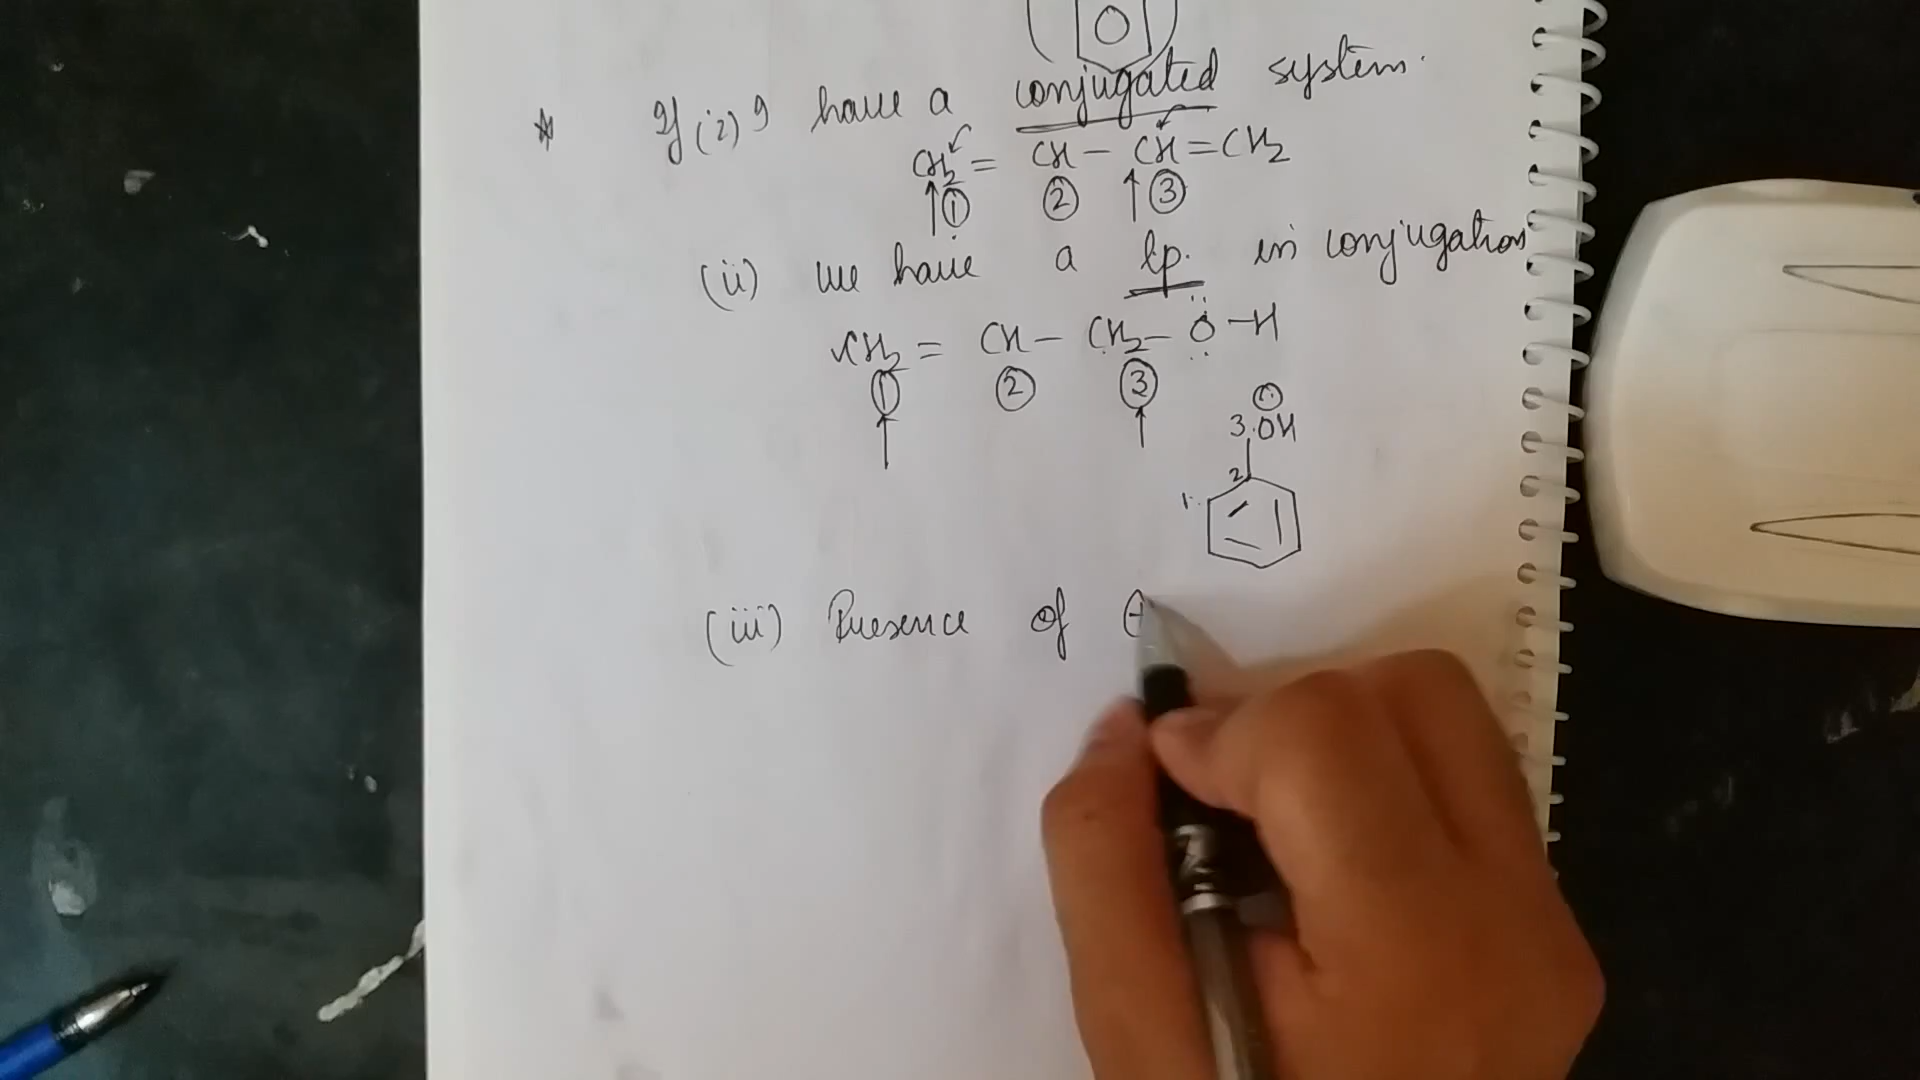 If (i) I have a conjugated system.
CH2 = CH - CH = CH2
↑① ② ↑③
(ii) we have a lp. in conjugation
CH2 = CH - CH2 - Ö - H
① ② ③
3. OH
2
1.
(iii) Presence of